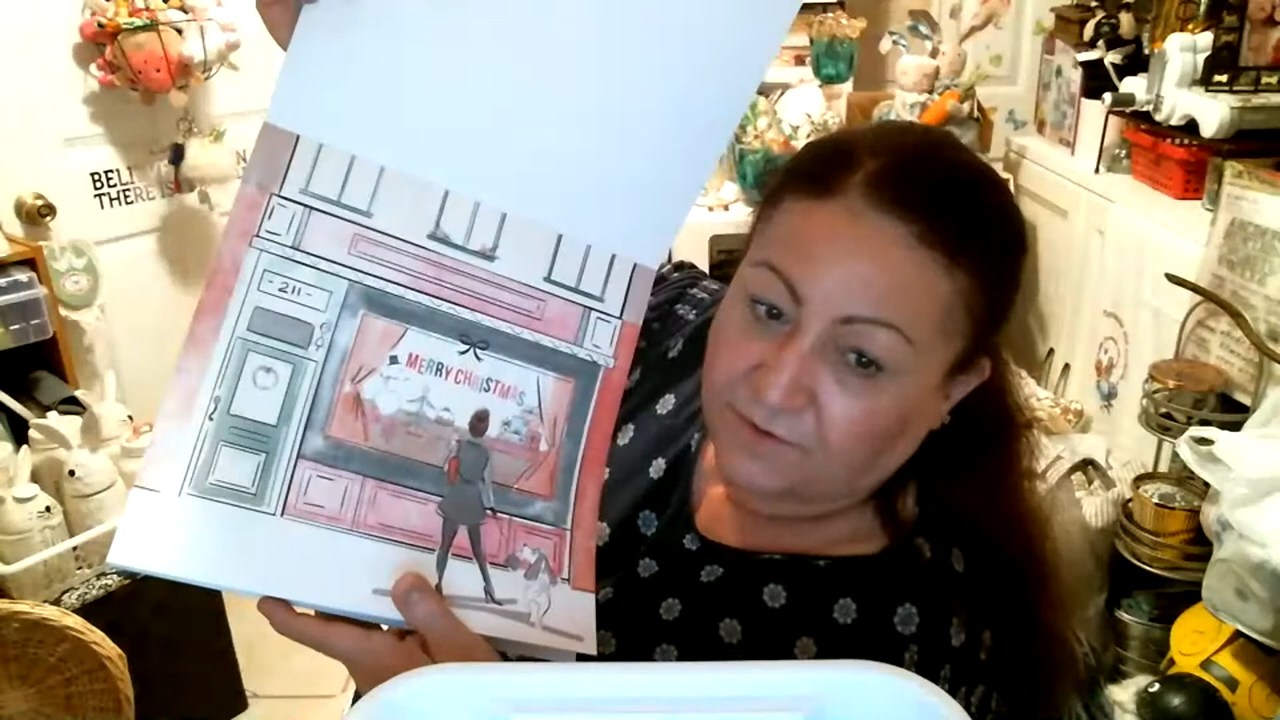 BELI
THERE IS
N
- 211 -
MERRY CHRISTMAS